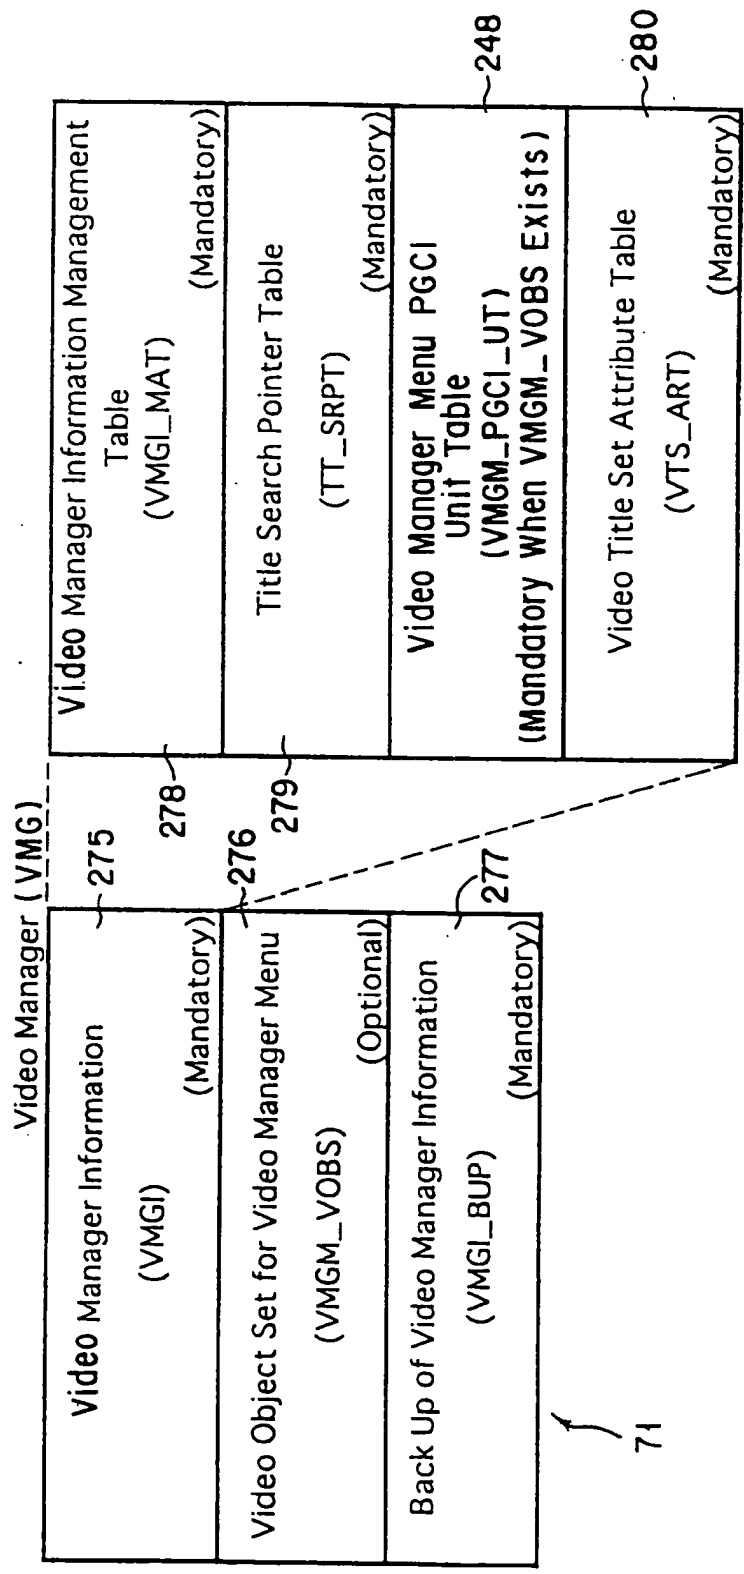 Video Manager (VMG)
275
Video Manager Information
(VMGI)
(Mandatory)
276
Video Object Set for Video Manager Menu
(VMGM_VOBS)
(Optional)
277
Back Up of Video Manager Information
(VMGI_BUP)
(Mandatory)
71
278
Video Manager Information Management
Table
(VMGI_MAT)
(Mandatory)
279
Title Search Pointer Table
(TT_SRPT)
(Mandatory)
248
Video Manager Menu PGCI
Unit Table
(VMGM_PGCI_UT)
(Mandatory When VMGM_VOBS Exists)
280
Video Title Set Attribute Table
(VTS_ART)
(Mandatory)